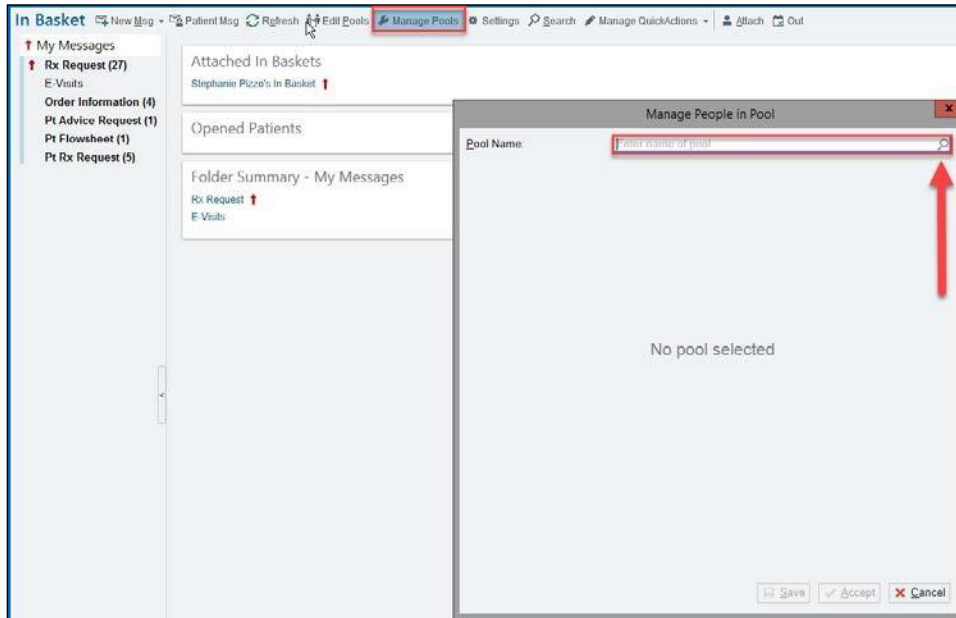 In Basket New Msg Patient Msg Refresh Edit Pools Manage Pools Settings Search Manage QuickActions Attach Out
My Messages
Rx Request (27)
E-Visits
Order Information (4)
Pt Advice Request (1)
Pt Flowsheet (1)
Pt Rx Request (5)
Attached In Baskets
Stephanie Pizzo's In Basket
Opened Patients
Folder Summary - My Messages
Rx Request
E-Visits
Manage People in Pool
x
Pool Name: Enter name of pool
No pool selected
Save Accept Cancel